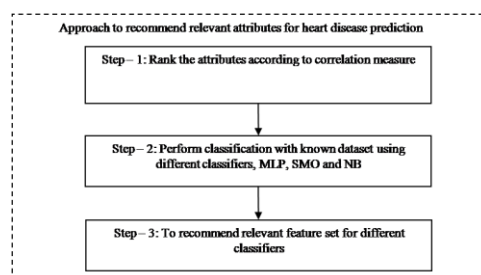 Approach to recommend relevant attributes for heart disease prediction
Step – 1: Rank the attributes according to correlation measure
Step – 2: Perform classification with known dataset using
different classifiers, MLP, SMO and NB
Step – 3: To recommend relevant feature set for different
classifiers